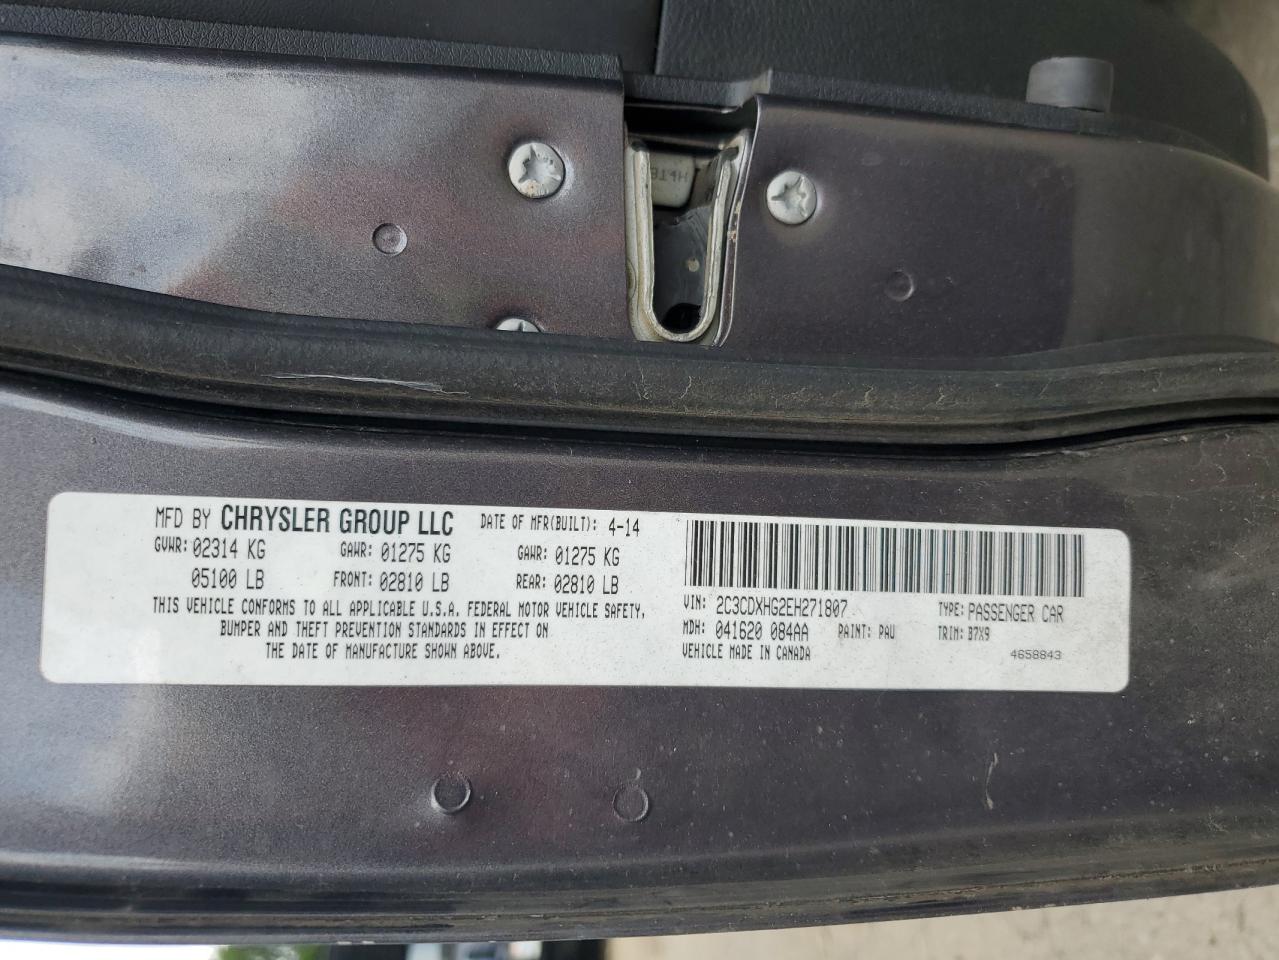 314H
MFD BY CHRYSLER GROUP LLC DATE OF MFR(BUILT): 4-14
GVWR: 02314 KG GAWR: 01275 KG GAWR: 01275 KG
05100 LB FRONT: 02810 LB REAR: 02810 LB
THIS VEHICLE CONFORMS TO ALL APPLICABLE U.S.A. FEDERAL MOTOR VEHICLE SAFETY,
BUMPER AND THEFT PREVENTION STANDARDS IN EFFECT ON
THE DATE OF MANUFACTURE SHOWN ABOVE.
VIN: 2C3CDXHG2EH271807 TYPE: PASSENGER CAR
MDH: 041620 084AA PAINT: PAU TRIM: B7X9
VEHICLE MADE IN CANADA 4658843